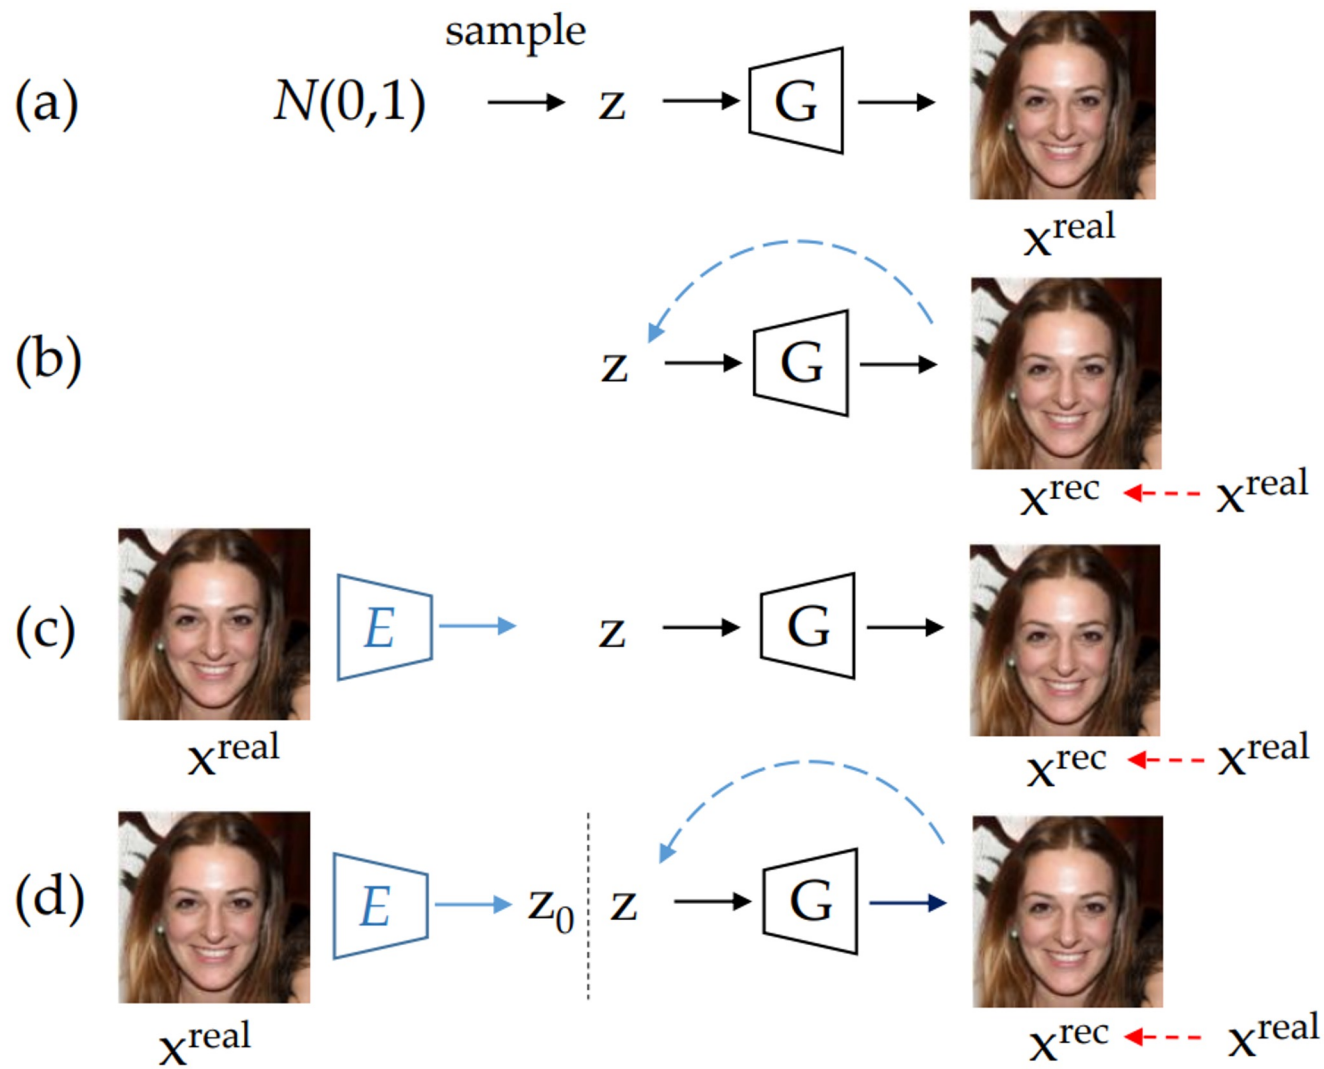 sample
(a) N(0,1) z G
x^real
(b) z G
x^rec x^real
(c) E z G
x^real x^rec x^real
(d) E z₀ z G
x^real x^rec x^real